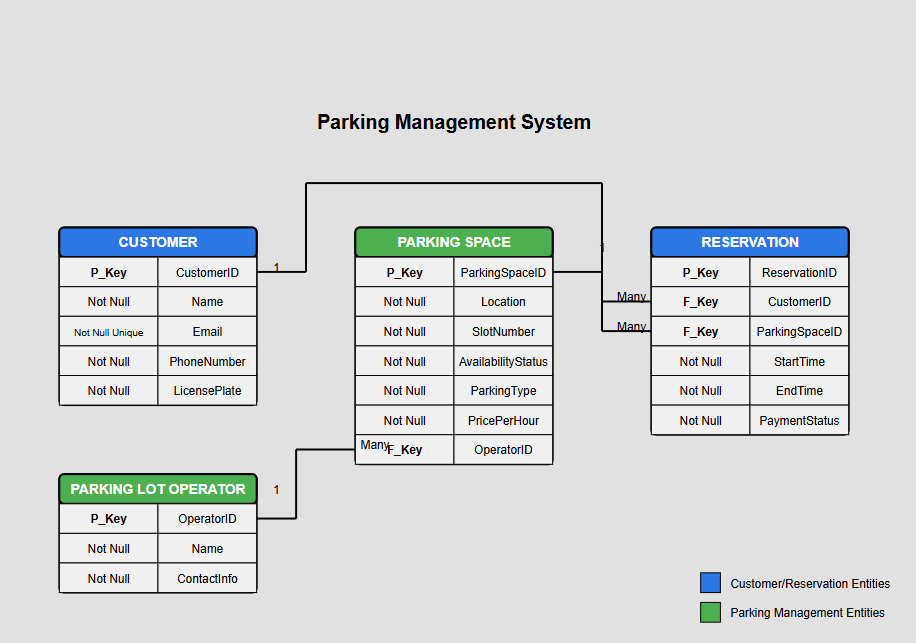 Parking Management System
CUSTOMER
P_Key CustomerID
Not Null Name
Not Null Unique Email
Not Null PhoneNumber
Not Null LicensePlate
1
PARKING SPACE
P_Key ParkingSpaceID
Not Null Location
Not Null SlotNumber
Not Null AvailabilityStatus
Not Null ParkingType
Not Null PricePerHour
Many F_Key OperatorID
1
RESERVATION
P_Key ReservationID
Many F_Key CustomerID
Many F_Key ParkingSpaceID
Not Null StartTime
Not Null EndTime
Not Null PaymentStatus
PARKING LOT OPERATOR
1
P_Key OperatorID
Not Null Name
Not Null ContactInfo
Customer/Reservation Entities
Parking Management Entities